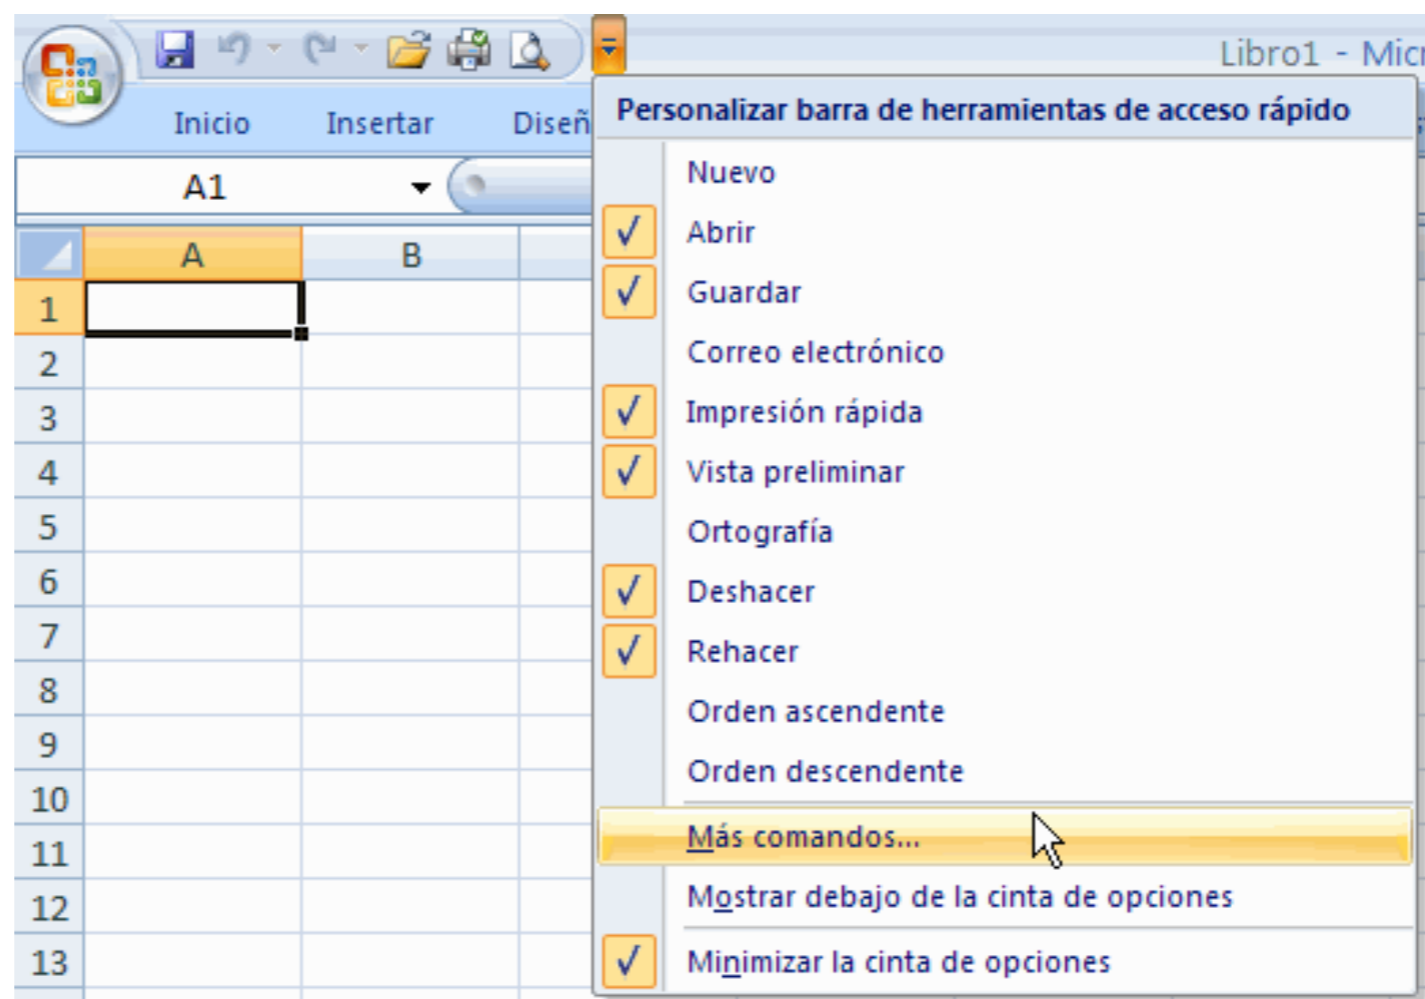 Libro1 - Micr
Inicio Insertar Diseñ
Personalizar barra de herramientas de acceso rápido
A1
A B
Nuevo
Abrir
Guardar
Correo electrónico
Impresión rápida
Vista preliminar
Ortografía
Deshacer
Rehacer
Orden ascendente
Orden descendente
Más comandos...
Mostrar debajo de la cinta de opciones
Minimizar la cinta de opciones
1
2
3
4
5
6
7
8
9
10
11
12
13